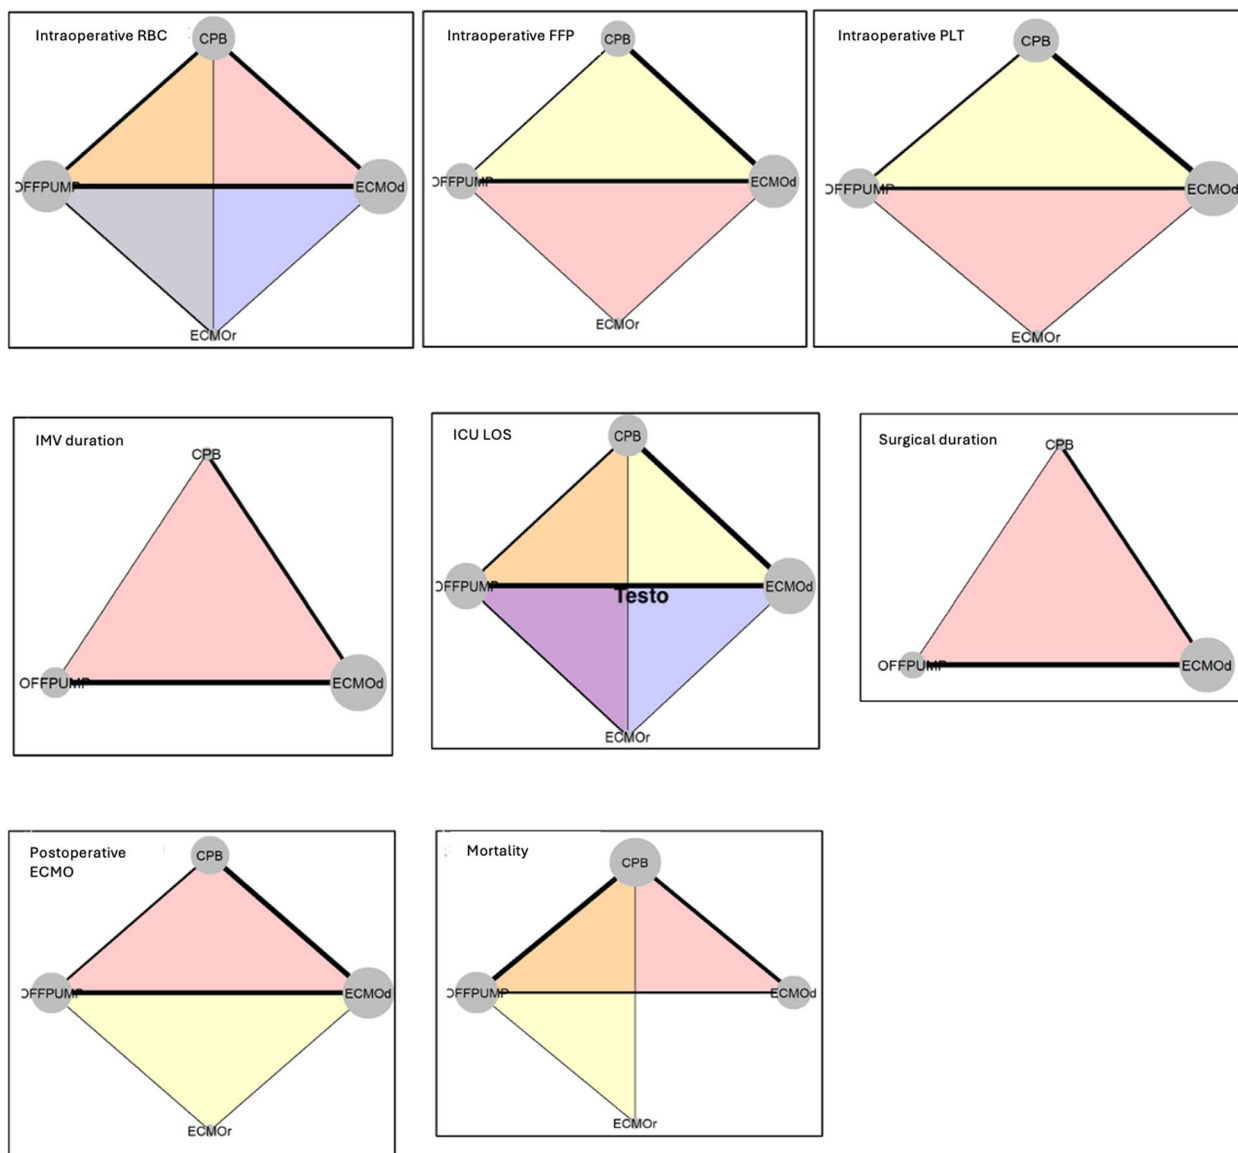 Intraoperative RBC
CPB
OFFPUMP
ECMOd
ECMOr
Intraoperative FFP
CPB
OFFPUMP
ECMOd
ECMOr
Intraoperative PLT
CPB
OFFPUMP
ECMOd
ECMOr
IMV duration
CPB
OFFPUMP
ECMOd
ICU LOS
CPB
OFFPUMP
ECMOd
Testo
ECMOr
Surgical duration
CPB
OFFPUMP
ECMOd
Postoperative
ECMO
CPB
OFFPUMP
ECMOd
ECMOr
Mortality
CPB
OFFPUMP
ECMOd
ECMOr